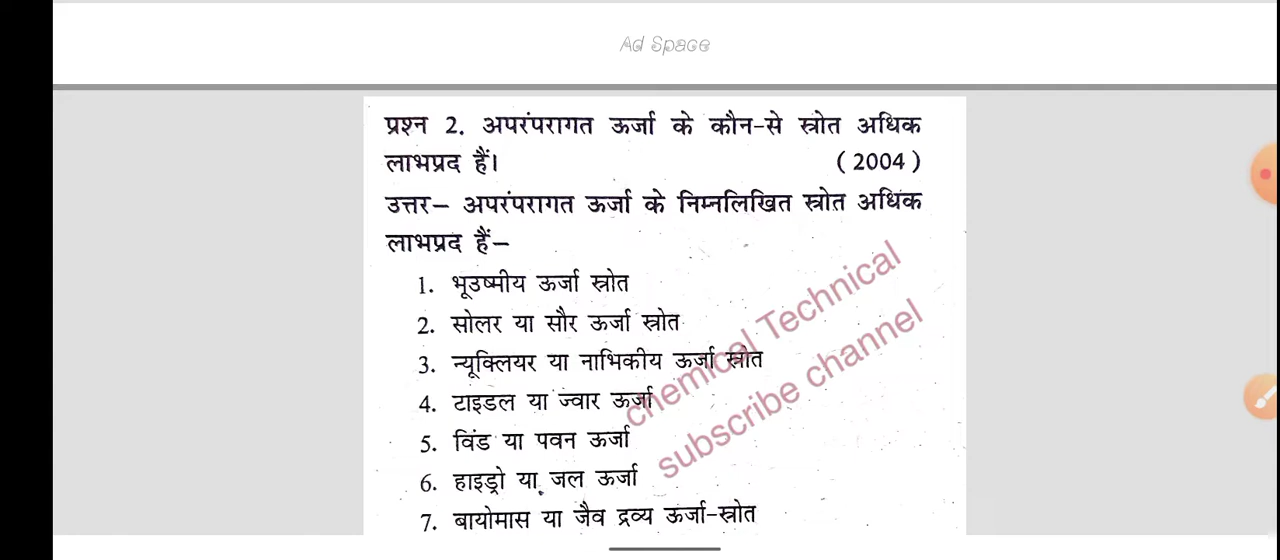 Ad Space
प्रश्न 2. अपरंपरागत ऊर्जा के कौन-से स्त्रोत अधिक
लाभप्रद हैं। (2004)
उत्तर– अपरंपरागत ऊर्जा के निम्नलिखित स्त्रोत अधिक
लाभप्रद हैं–
1. भूउष्मीय ऊर्जा स्त्रोत
2. सोलर या सौर ऊर्जा स्त्रोत
3. न्यूक्लियर या नाभिकीय ऊर्जा स्त्रोत
4. टाइडल या ज्वार ऊर्जा
5. विंड या पवन ऊर्जा
6. हाइड्रो या जल ऊर्जा
7. बायोमास या जैव द्रव्य ऊर्जा-स्त्रोत
chemical Technical
subscribe channel